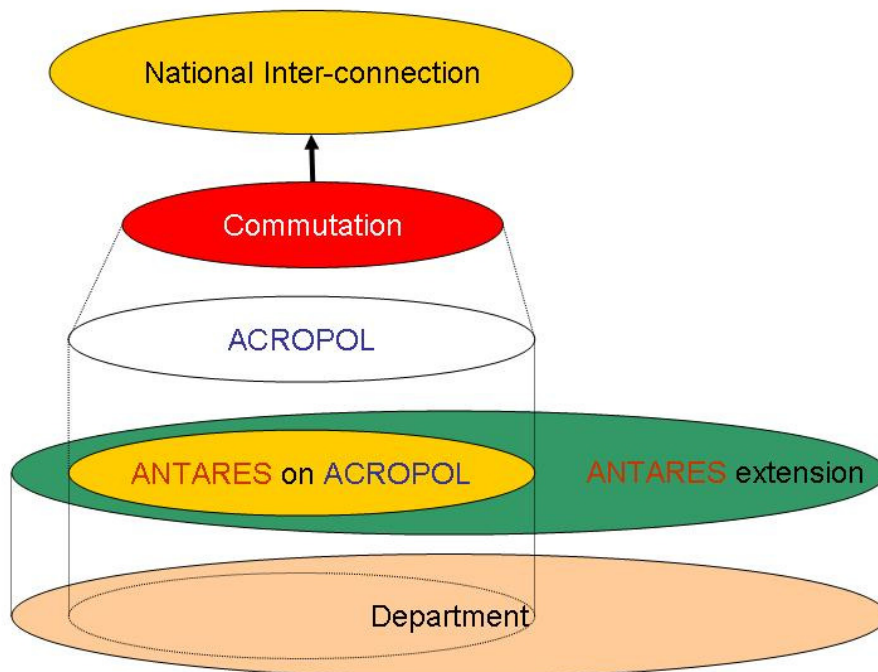 National Inter-connection
Commutation
ACROPOL
ANTARES on ACROPOL
ANTARES extension
Department